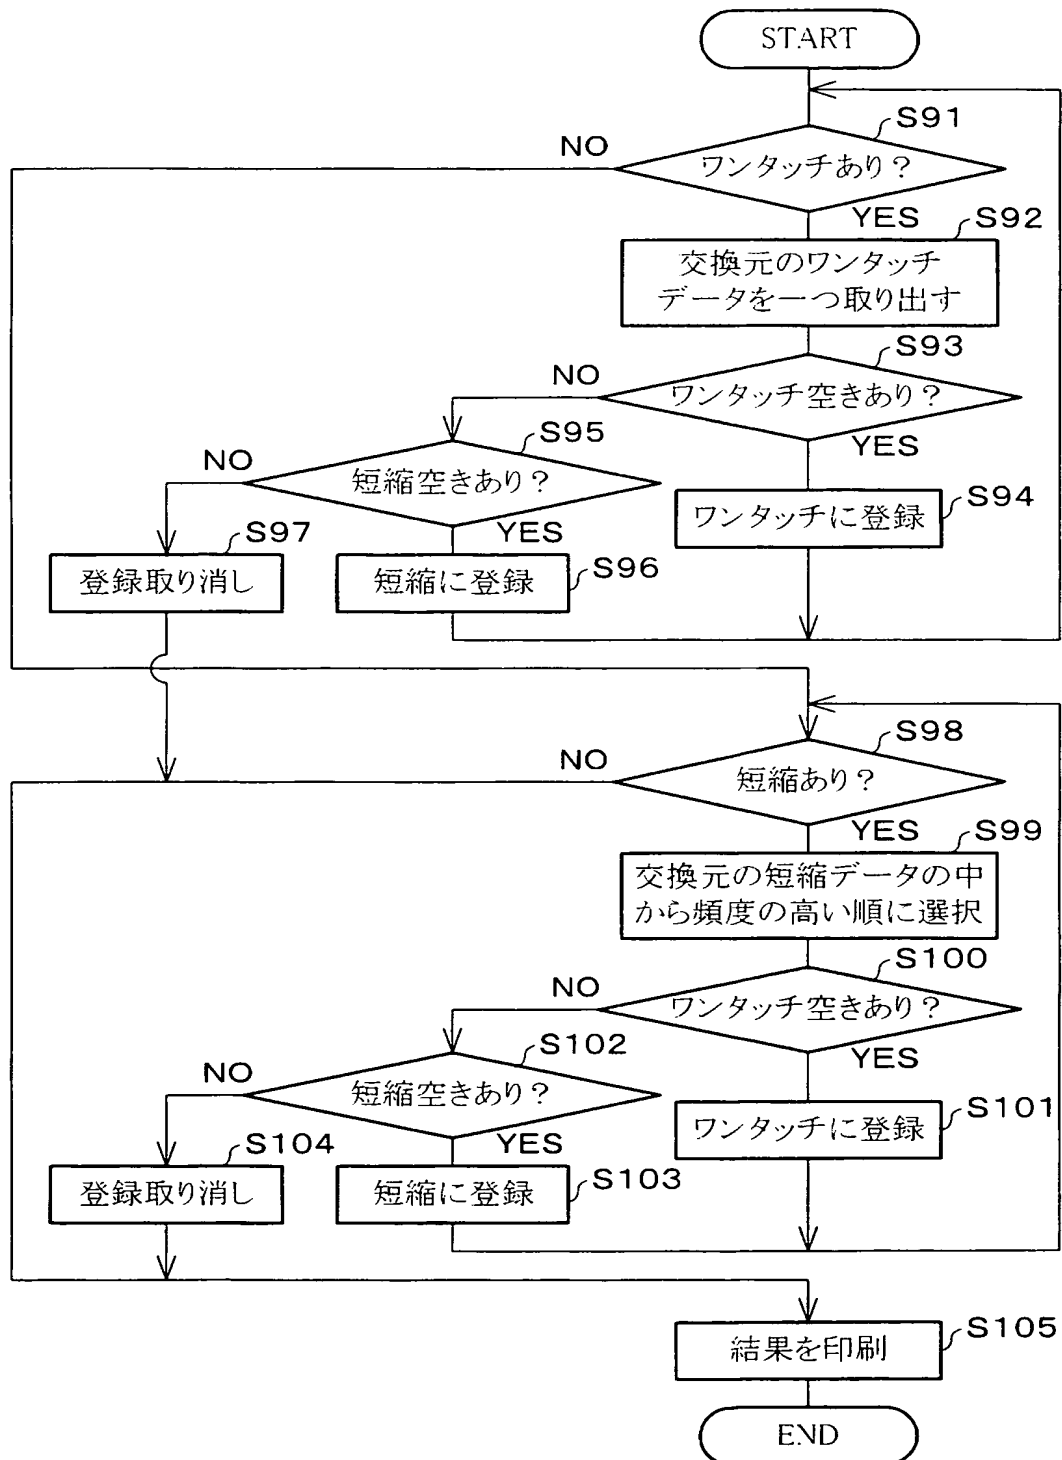 START
S91
NO
ワンタッチあり？
YES
S92
交換元のワンタッチ
データを一つ取り出す
S93
NO
ワンタッチ空きあり？
YES
S95
NO
短縮空きあり？
YES
S94
ワンタッチに登録
S97
登録取り消し
S96
短縮に登録
S98
NO
短縮あり？
YES
S99
交換元の短縮データの中
から頻度の高い順に選択
S100
NO
ワンタッチ空きあり？
YES
S102
NO
短縮空きあり？
YES
S101
ワンタッチに登録
S104
登録取り消し
S103
短縮に登録
S105
結果を印刷
END